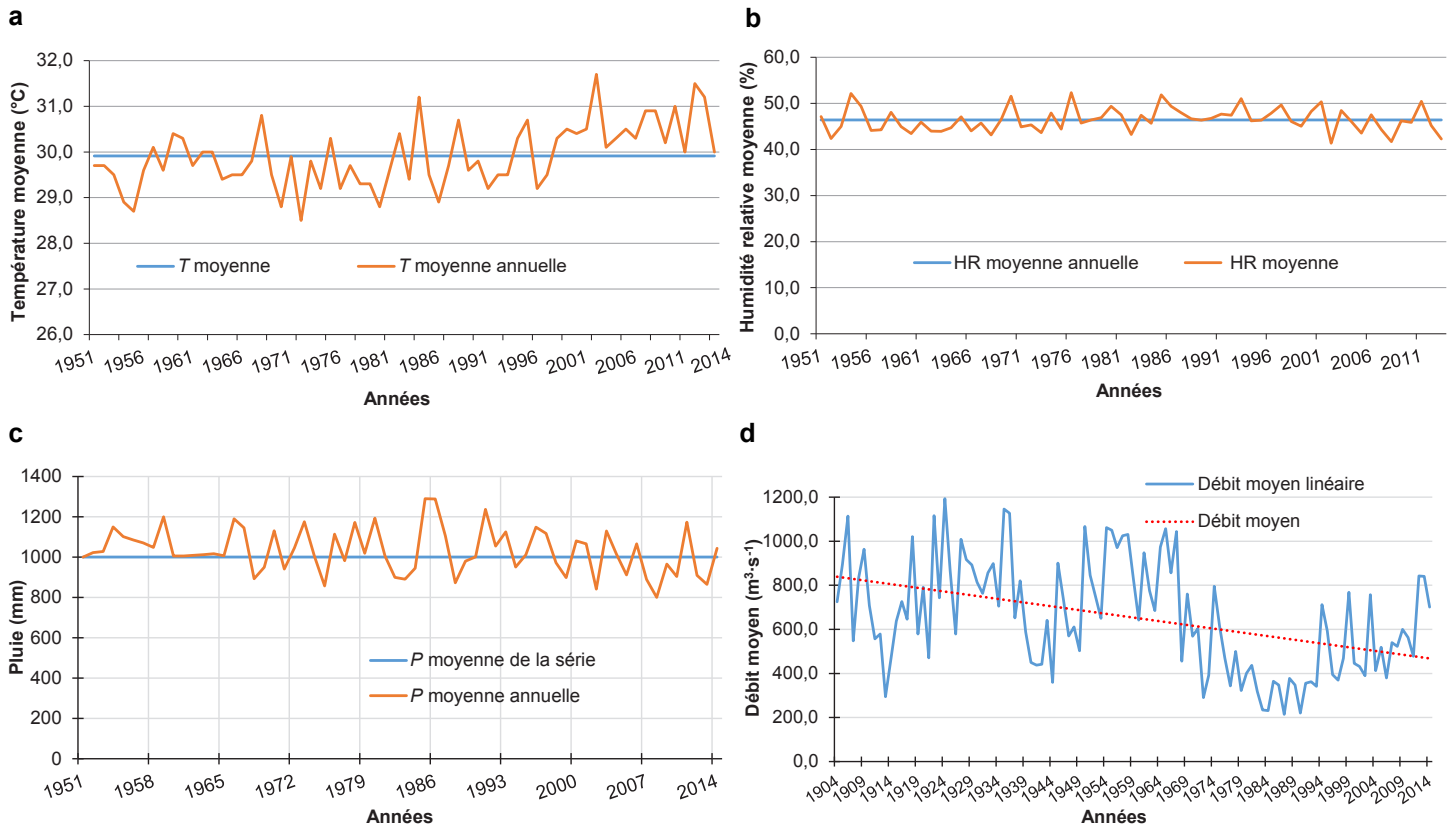 a
Température moyenne (°C)
32,0
31,0
30,0
29,0
28,0
27,0
26,0
T moyenne
T moyenne annuelle
1951 1956 1961 1966 1971 1976 1981 1986 1991 1996 2001 2006 2011 2014
Années
b
Humidité relative moyenne (%)
60,0
50,0
40,0
30,0
20,0
10,0
0,0
HR moyenne annuelle
HR moyenne
1951 1956 1961 1966 1971 1976 1981 1986 1991 1996 2001 2006 2011
Années
c
Pluie (mm)
1400
1200
1000
800
600
400
200
0
P moyenne de la série
P moyenne annuelle
1951 1958 1965 1972 1979 1986 1993 2000 2007 2014
Années
d
Débit moyen (m³·s⁻¹)
Débit moyen linéaire
Débit moyen
1200,0
1000,0
800,0
600,0
400,0
200,0
0,0
1904 1909 1914 1919 1924 1929 1934 1939 1944 1949 1954 1959 1964 1969 1974 1979 1984 1989 1994 1999 2004 2009 2014
Années